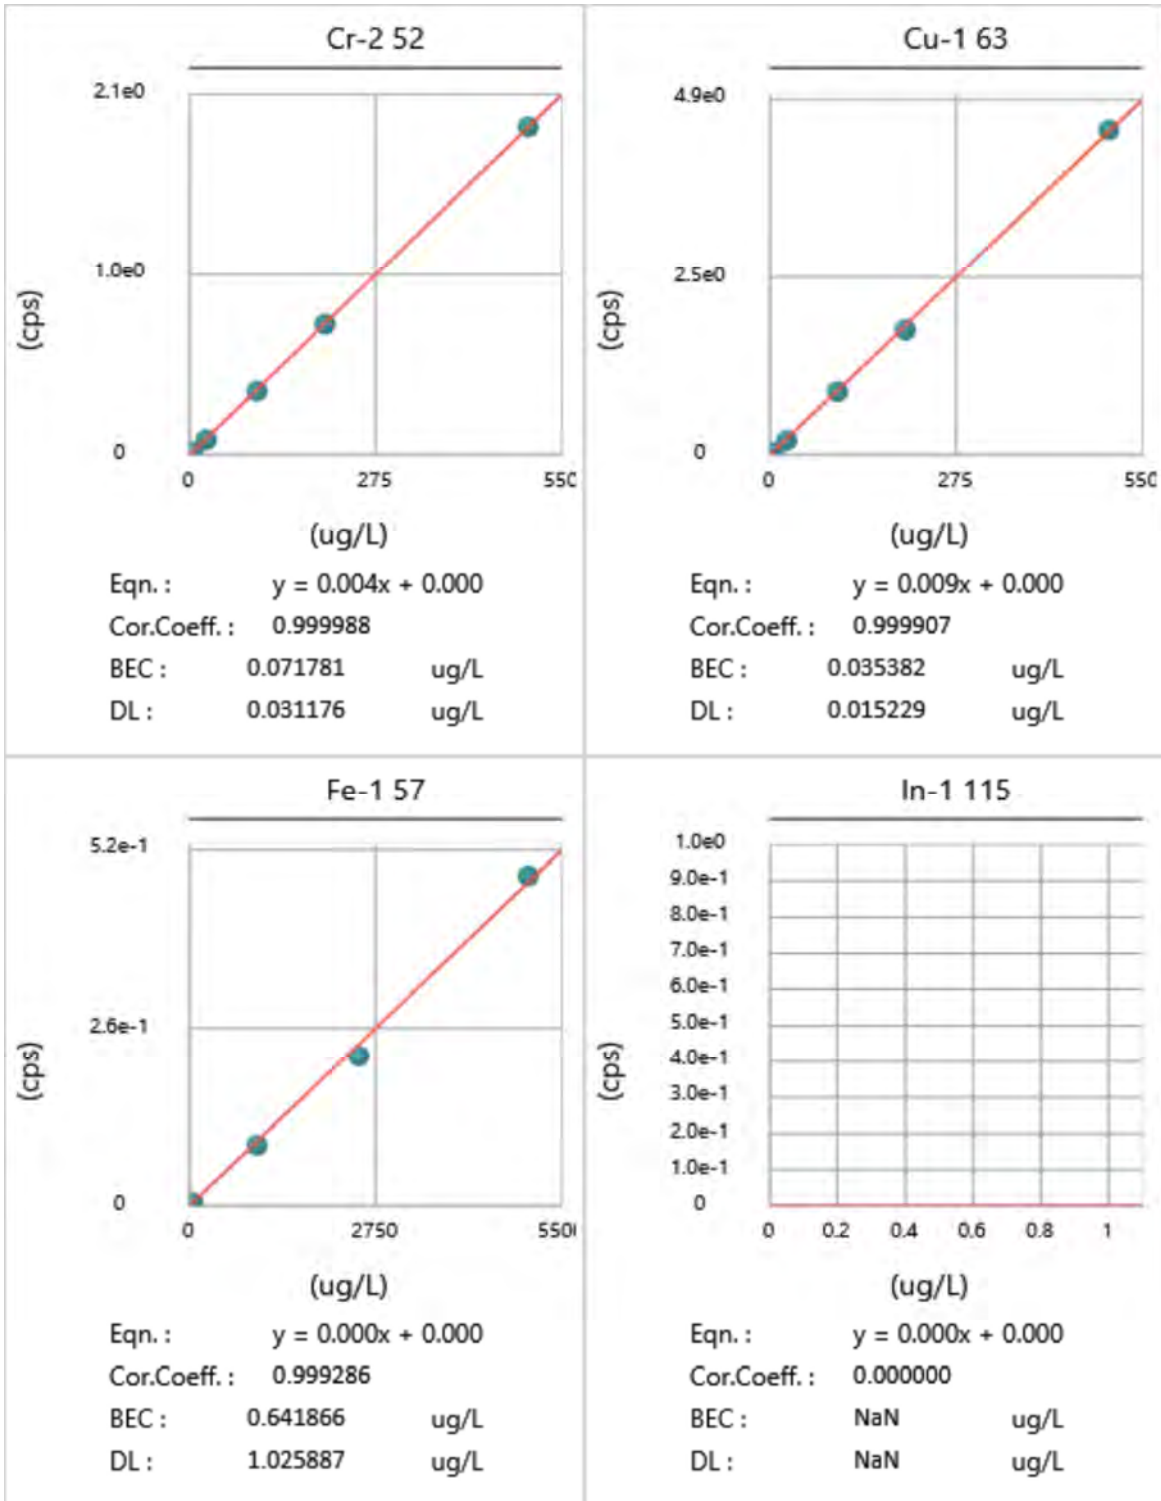 Cr-2 52
2.1e0
1.0e0
0
(cps)
0 275 550
(ug/L)
Eqn. : y = 0.004x + 0.000
Cor.Coeff. : 0.999988
BEC : 0.071781 ug/L
DL : 0.031176 ug/L
Cu-1 63
4.9e0
2.5e0
0
(cps)
0 275 550
(ug/L)
Eqn. : y = 0.009x + 0.000
Cor.Coeff. : 0.999907
BEC : 0.035382 ug/L
DL : 0.015229 ug/L
Fe-1 57
5.2e-1
2.6e-1
0
(cps)
0 2750 5500
(ug/L)
Eqn. : y = 0.000x + 0.000
Cor.Coeff. : 0.999286
BEC : 0.641866 ug/L
DL : 1.025887 ug/L
In-1 115
1.0e0
9.0e-1
8.0e-1
7.0e-1
6.0e-1
5.0e-1
4.0e-1
3.0e-1
2.0e-1
1.0e-1
0
(cps)
0 0.2 0.4 0.6 0.8 1
(ug/L)
Eqn. : y = 0.000x + 0.000
Cor.Coeff. : 0.000000
BEC : NaN ug/L
DL : NaN ug/L